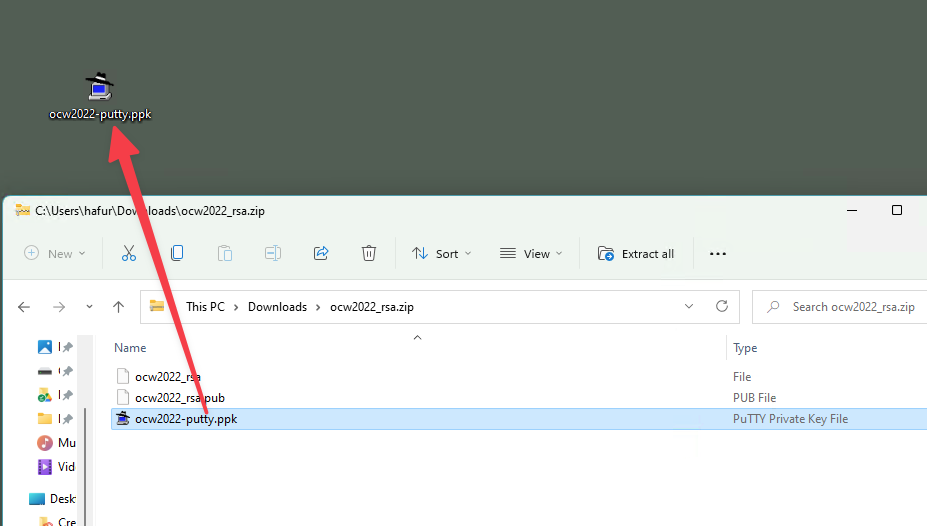 ocw2022-putty.ppk
C:\Users\hafur\Downloads\ocw2022_rsa.zip
New
Sort
View
Extract all
This PC > Downloads > ocw2022_rsa.zip
Search ocw2022_rsa.zip
Name Type
ocw2022_rsa File
ocw2022_rsa.pub PUB File
ocw2022-putty.ppk PuTTY Private Key File
Mu
Vid
Desk
Cre